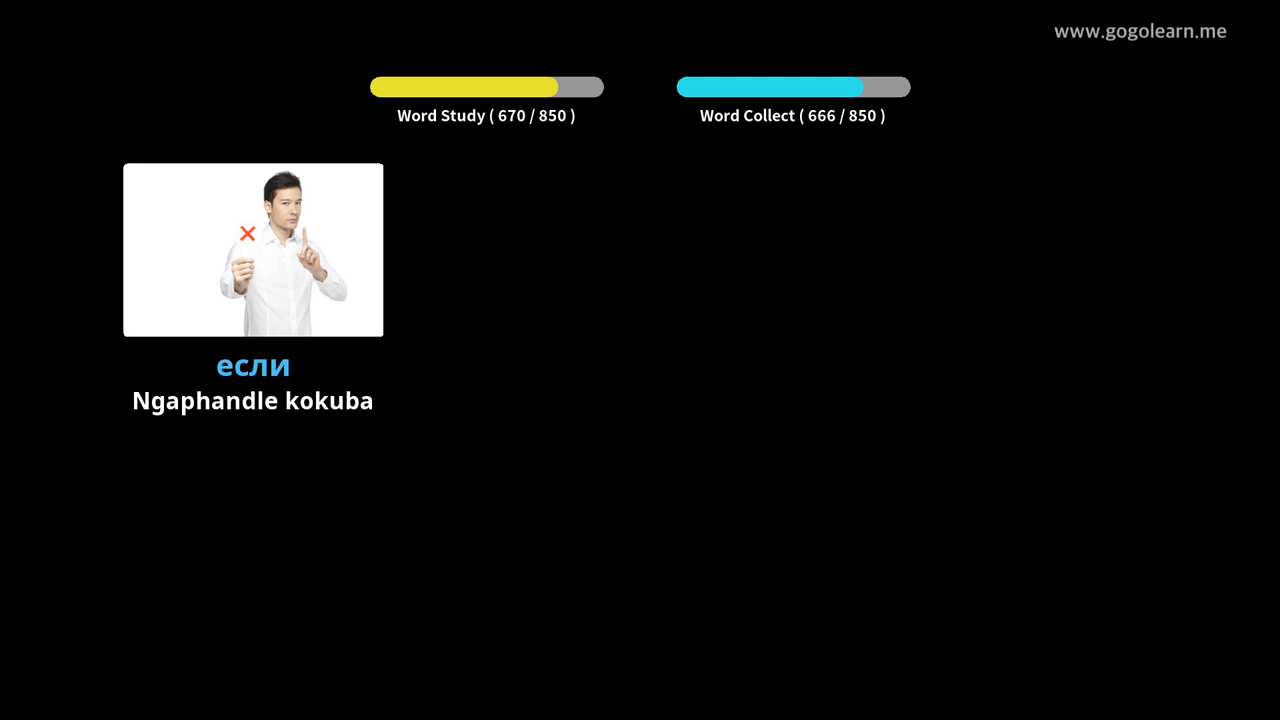 www.gogolearn.me
Word Study ( 670 / 850 )
Word Collect ( 666 / 850 )
если
Ngaphandle kokuba